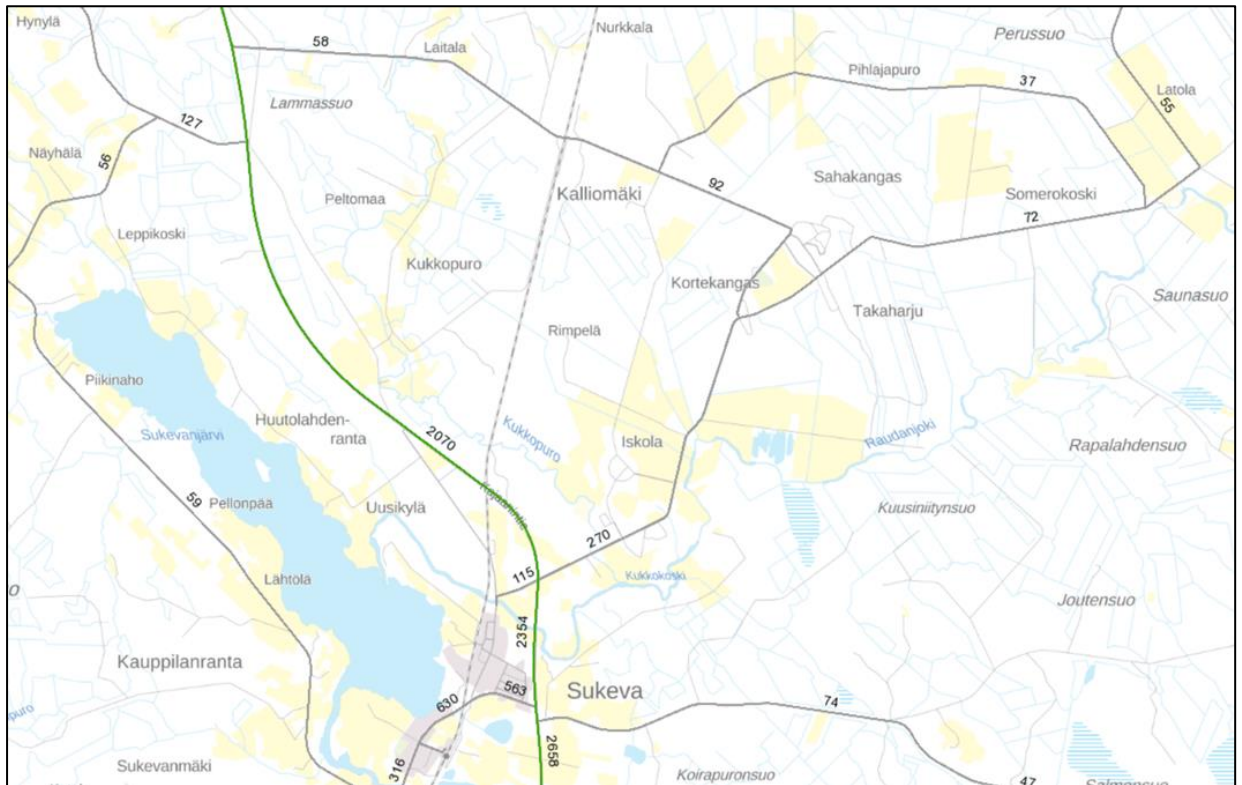 Hynylä
58
Laitala
Nurkkala
Perussuo
Pihlajapuro
37
Latola
55
Lammassuo
127
Näyhälä
56
92
Sahakangas
Somerokoski
72
Peltomaa
Kalliomäki
Leppikoski
Kukkopuro
Kortekangas
Saunasuo
Takaharju
Rimpelä
Piikinaho
Huutolahden-
ranta
Sukevanjärvi
2070
Kukkopuro
Iskola
Raudanjoki
Rapalahdensuo
59
Pellonpää
Uusikylä
Kajaanintie
Kuusiniitynsuo
270
115
Kukkokoski
Lähtölä
Joutensuo
2354
Kauppilanranta
563
630
Sukeva
74
2658
Sukevanmäki
316
Koirapuronsuo
47